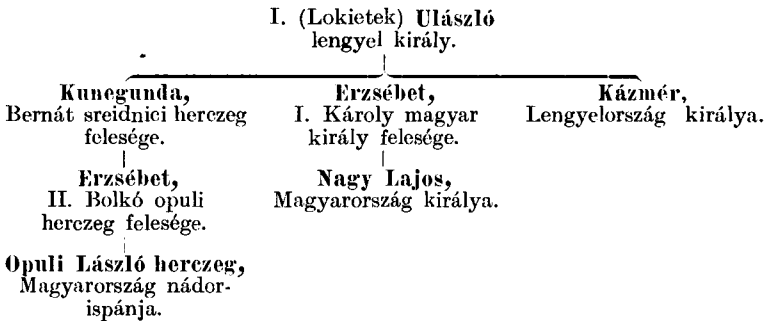 I. (Lokietek) Ulászló
lengyel király.
Kunegunda,
Bernát sreidnici herczeg
felesége.
Erzsébet,
II. Bolkó opuli
herczeg felesége.
Opuli László herczeg,
Magyarország nádor-
ispánja.
Erzsébet,
I. Károly magyar
király felesége.
Nagy Lajos,
Magyarország királya.
Kázmér,
Lengyelország királya.